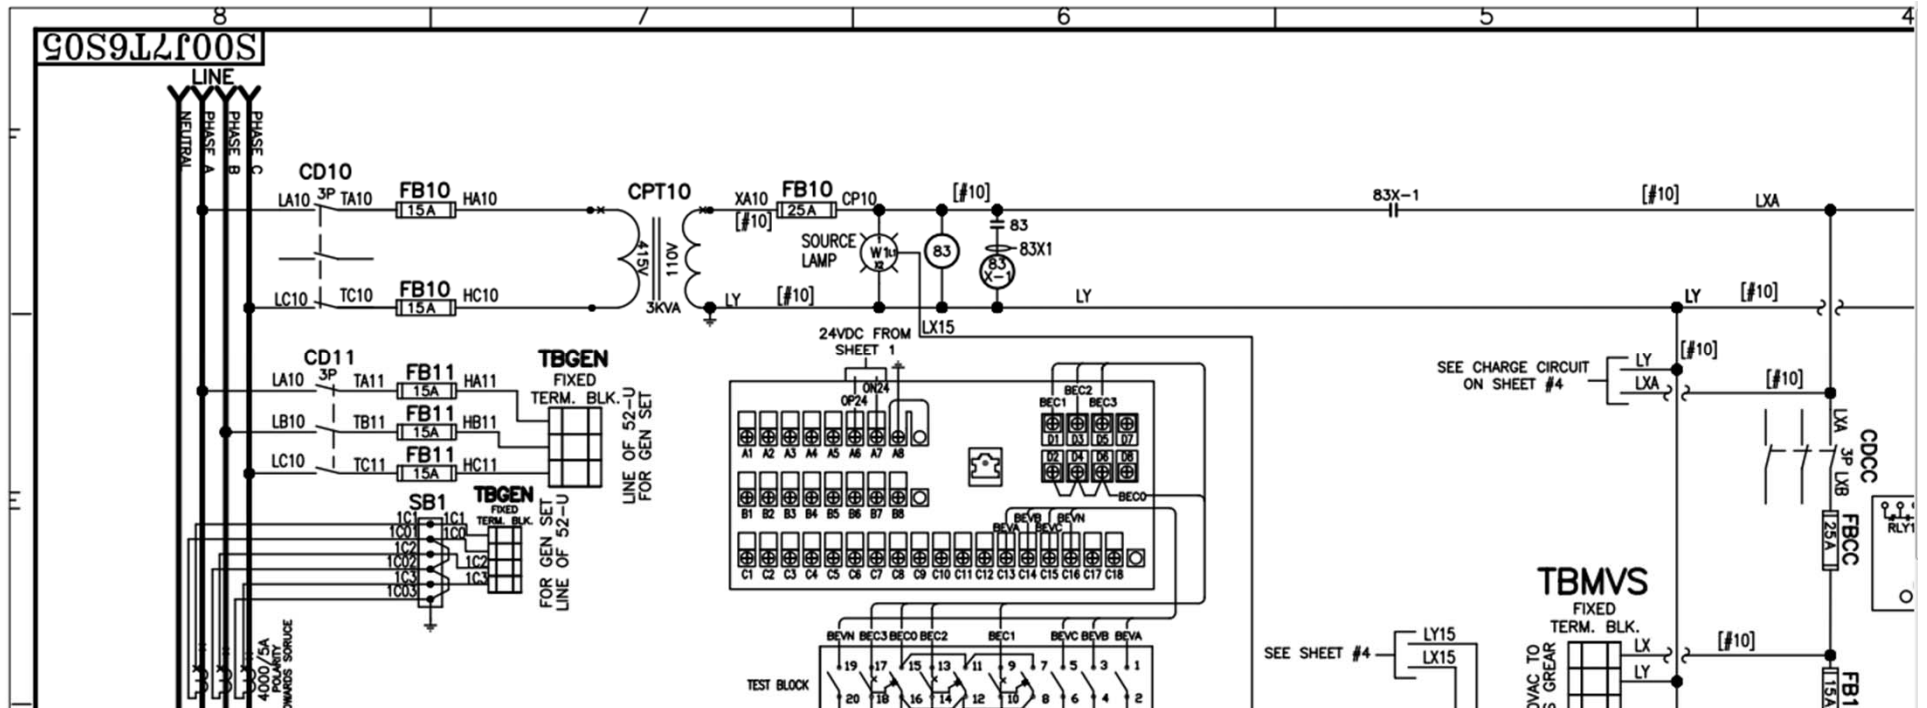 8 7 6 5 4
S00J7T6S05
LINE
NEUTRAL
PHASE A
PHASE B
PHASE C
F
CD10
3P
LA10 TA10
FB10
15A
HA10
LC10 TC10
FB10
15A
HC10
CPT10
415V
110V
3KVA
XA10
[#10]
FB10
25A
CP10
[#10]
SOURCE
LAMP
W
83
83
83X1
83
X-1
83X-1
[#10]
LXA
LY
[#10]
LY
LY
[#10]
LX15
CD11
3P
LA10 TA11
FB11
15A
HA11
LB10 TB11
FB11
15A
HB11
LC10 TC11
FB11
15A
HC11
TBGEN
FIXED
TERM. BLK.
LINE OF 52-U
FOR GEN SET
SB1
TBGEN
FIXED
TERM. BLK.
FOR GEN SET
LINE OF 52-U
1C1 1C1
1C01 1C0
1C2
1C02 1C2
1C3 1C3
1C03
4000/5A
POLARITY
24VDC FROM
SHEET 1
ON24
OP24
A1 A2 A3 A4 A5 A6 A7 A8
B1 B2 B3 B4 B5 B6 B7 B8
C1 C2 C3 C4 C5 C6 C7 C8 C9 C10 C11 C12 C13 C14 C15 C16 C17 C18
BEC2
BEC1 BEC3
D1 D3 D5 D7
D2 D4 D6 D8
BEC0
BEVB BEVN
BEVA BEVC
BEVN BEC3 BEC0 BEC2 BEC1 BEVC BEVB BEVA
TEST BLOCK
19 17 15 13 11 9 7 5 3 1
20 18 16 14 12 10 8 6 4 2
SEE CHARGE CIRCUIT
ON SHEET #4
LY
LXA
[#10]
[#10]
LXA
3P
LXB
CDCC
25A
FBCC
RLY1
SEE SHEET #4
LY15
LX15
TBMVS
FIXED
TERM. BLK.
LX
LY
[#10]
15A
FB1